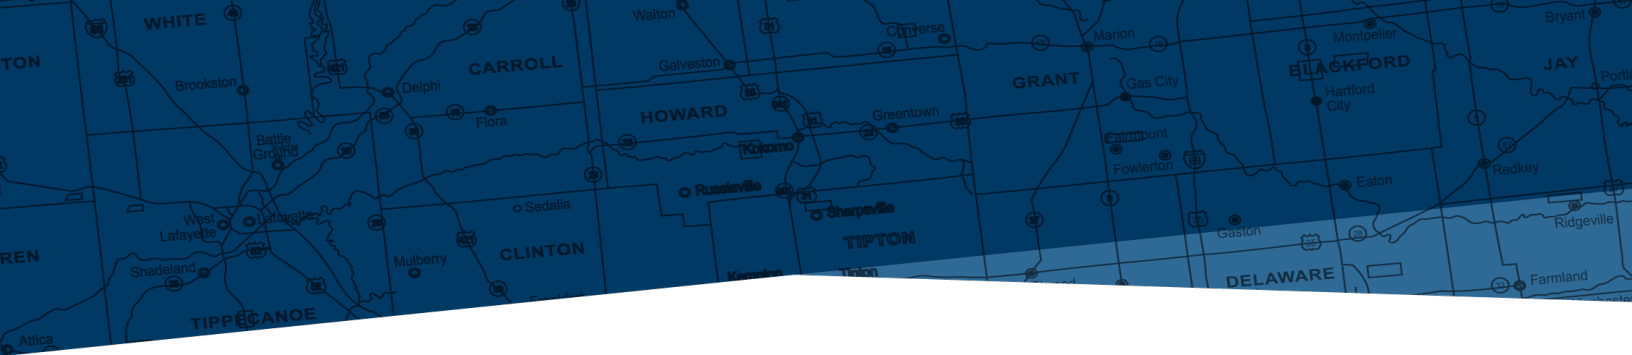 WHITE
Walton
Converse
Marion
Montpelier
Bryant
TON
Brookston
Delphi
CARROLL
Galveston
GRANT
Gas City
BLACKFORD
JAY
Flora
HOWARD
Greentown
Hartford
City
Battle
Ground
Kokomo
Fairmount
Fowlerton
Redkey
Eaton
Russiaville
Sedalia
Sharpsville
West
Lafayette
Lafayette
Gaston
Ridgeville
REN
Shadeland
Mulberry
CLINTON
TIPTON
Kempton
Tipton
DELAWARE
Farmland
TIPPECANOE
Attica